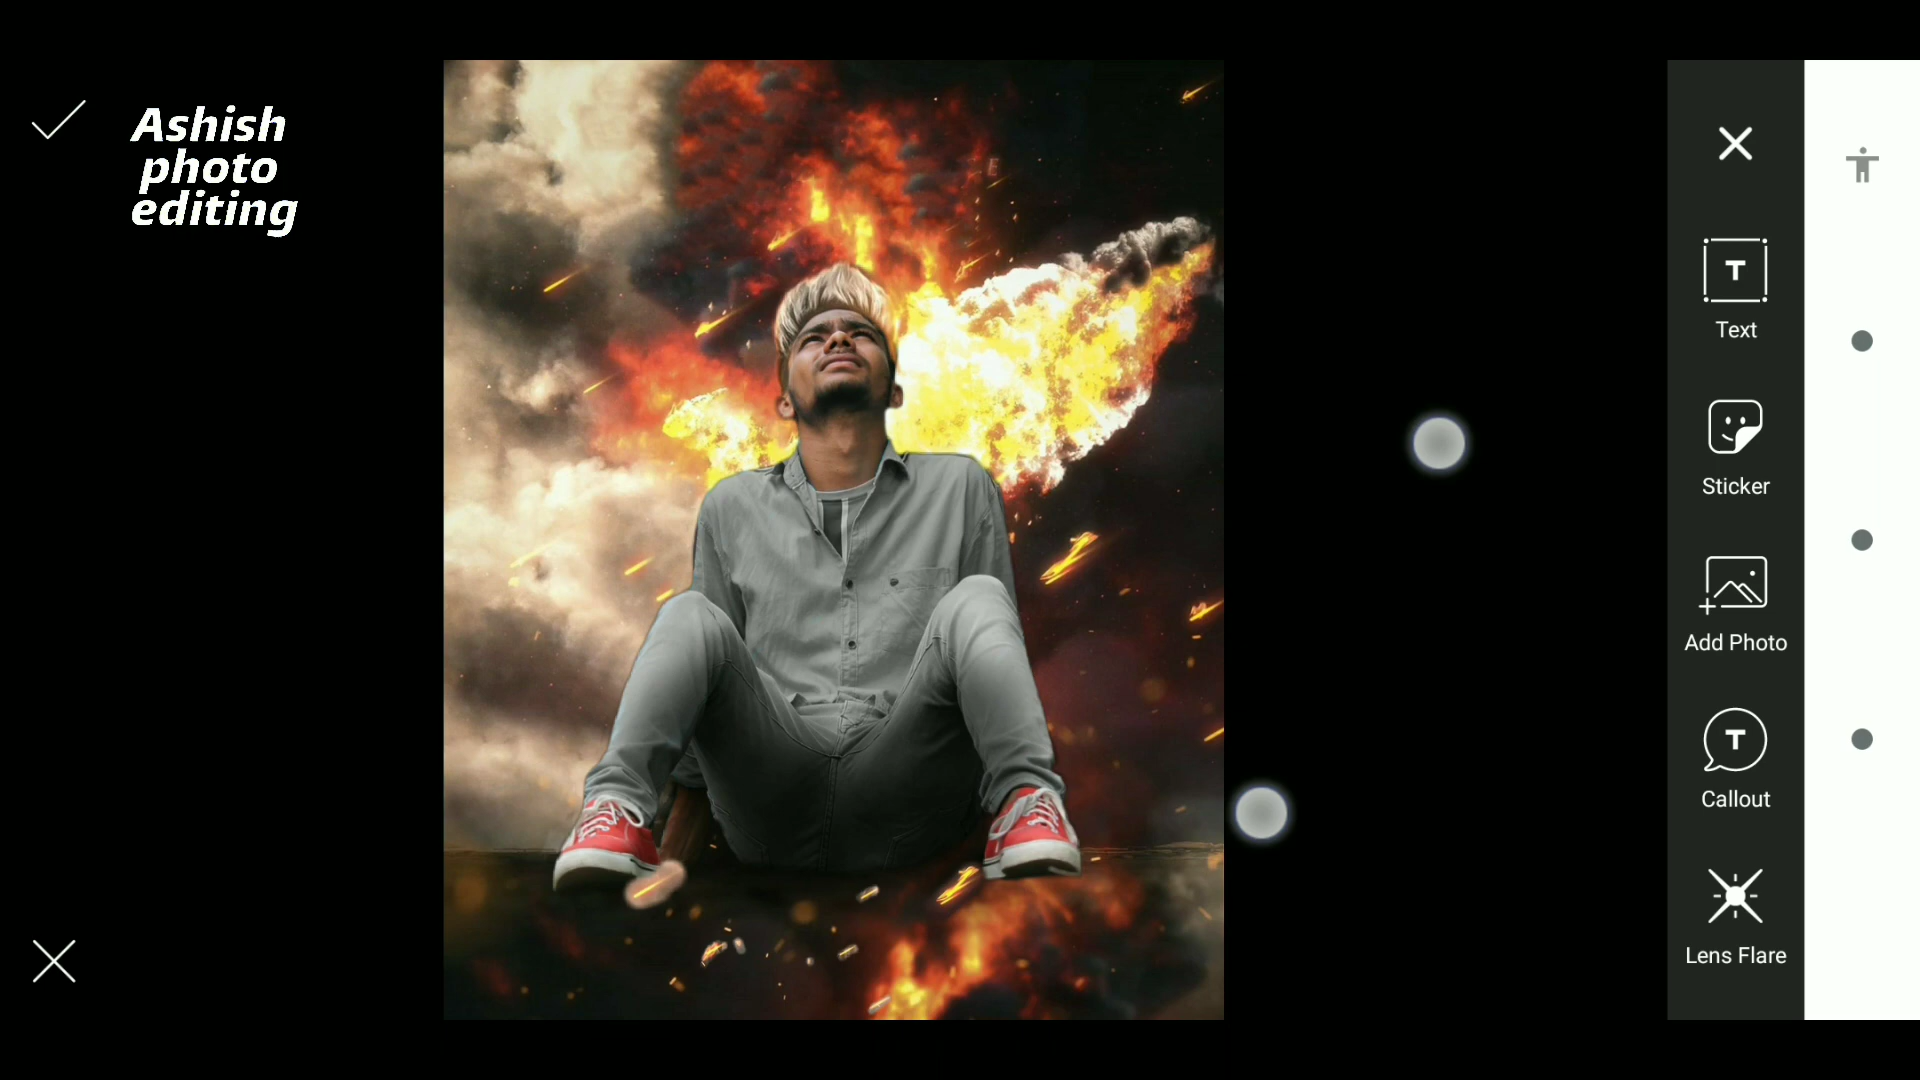 Ashish
photo
editing
Text
Sticker
Add Photo
Callout
Lens Flare